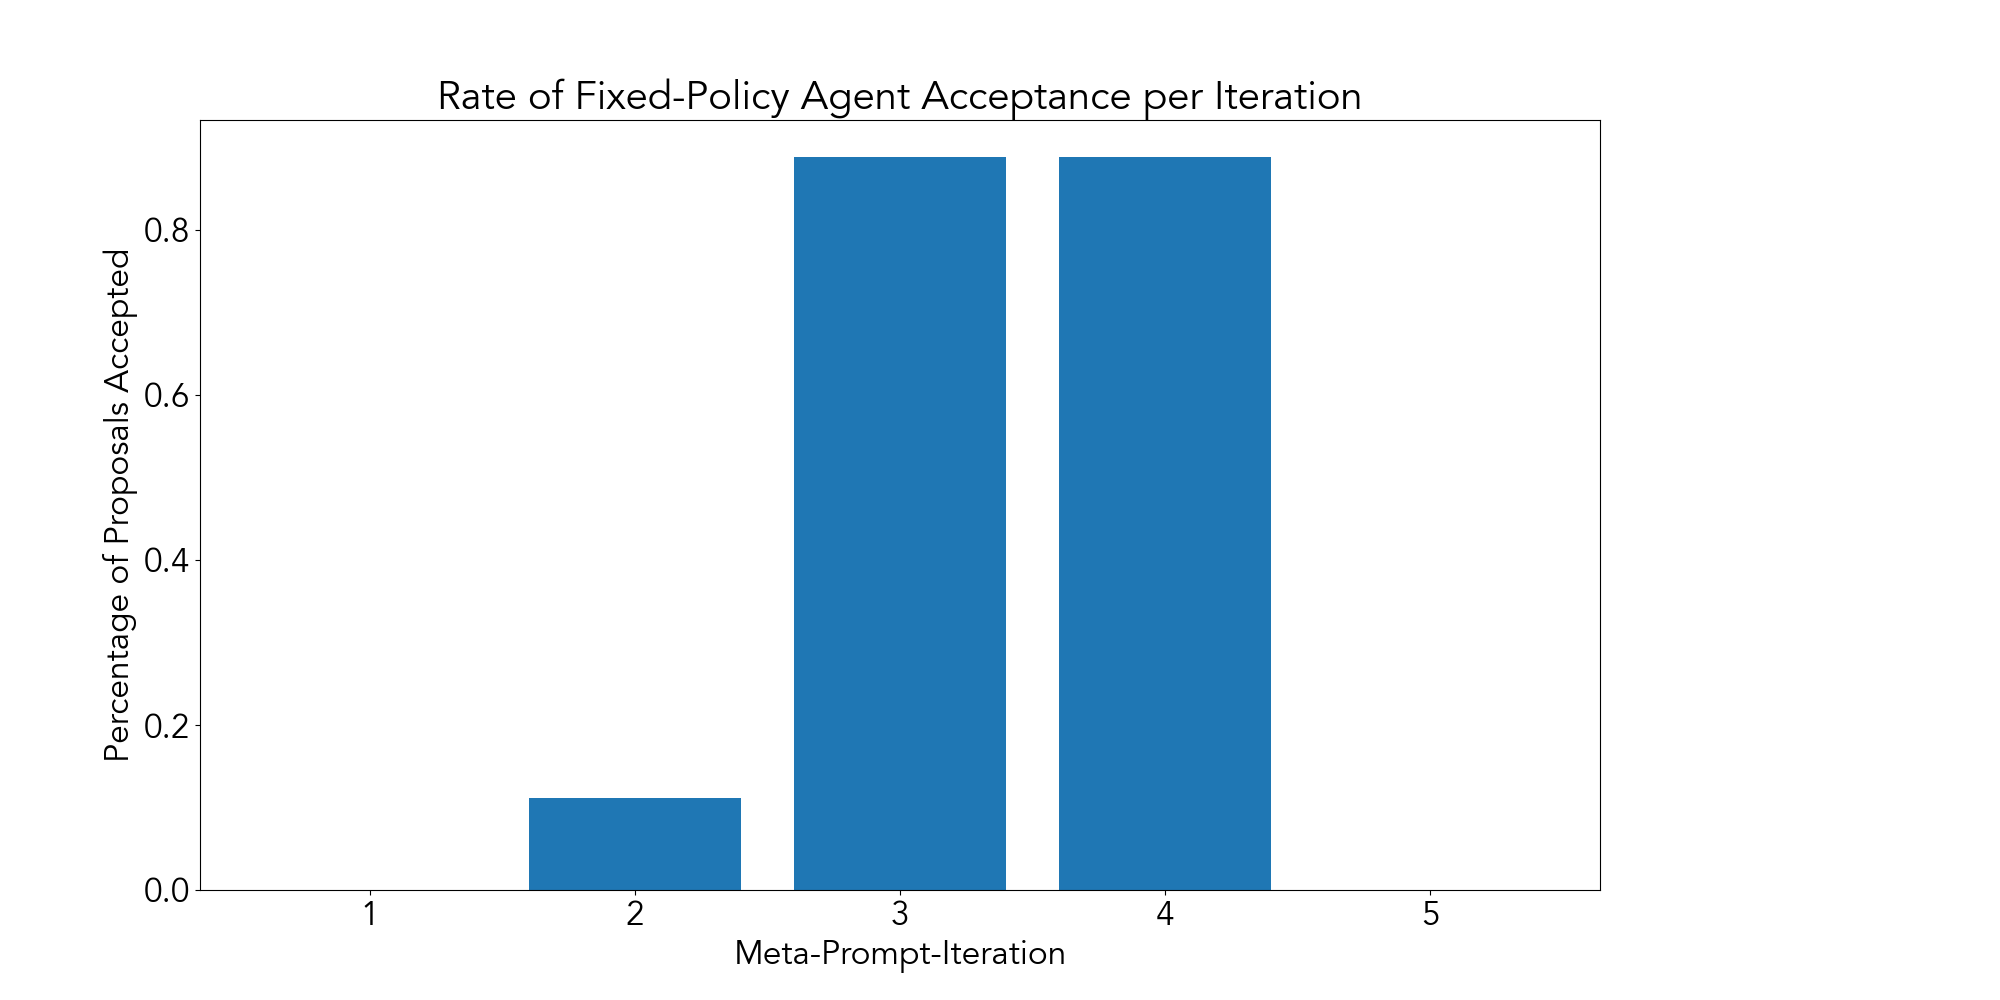 Rate of Fixed-Policy Agent Acceptance per Iteration
Percentage of Proposals Accepted
0.8
0.6
0.4
0.2
0.0
1 2 3 4 5
Meta-Prompt-Iteration